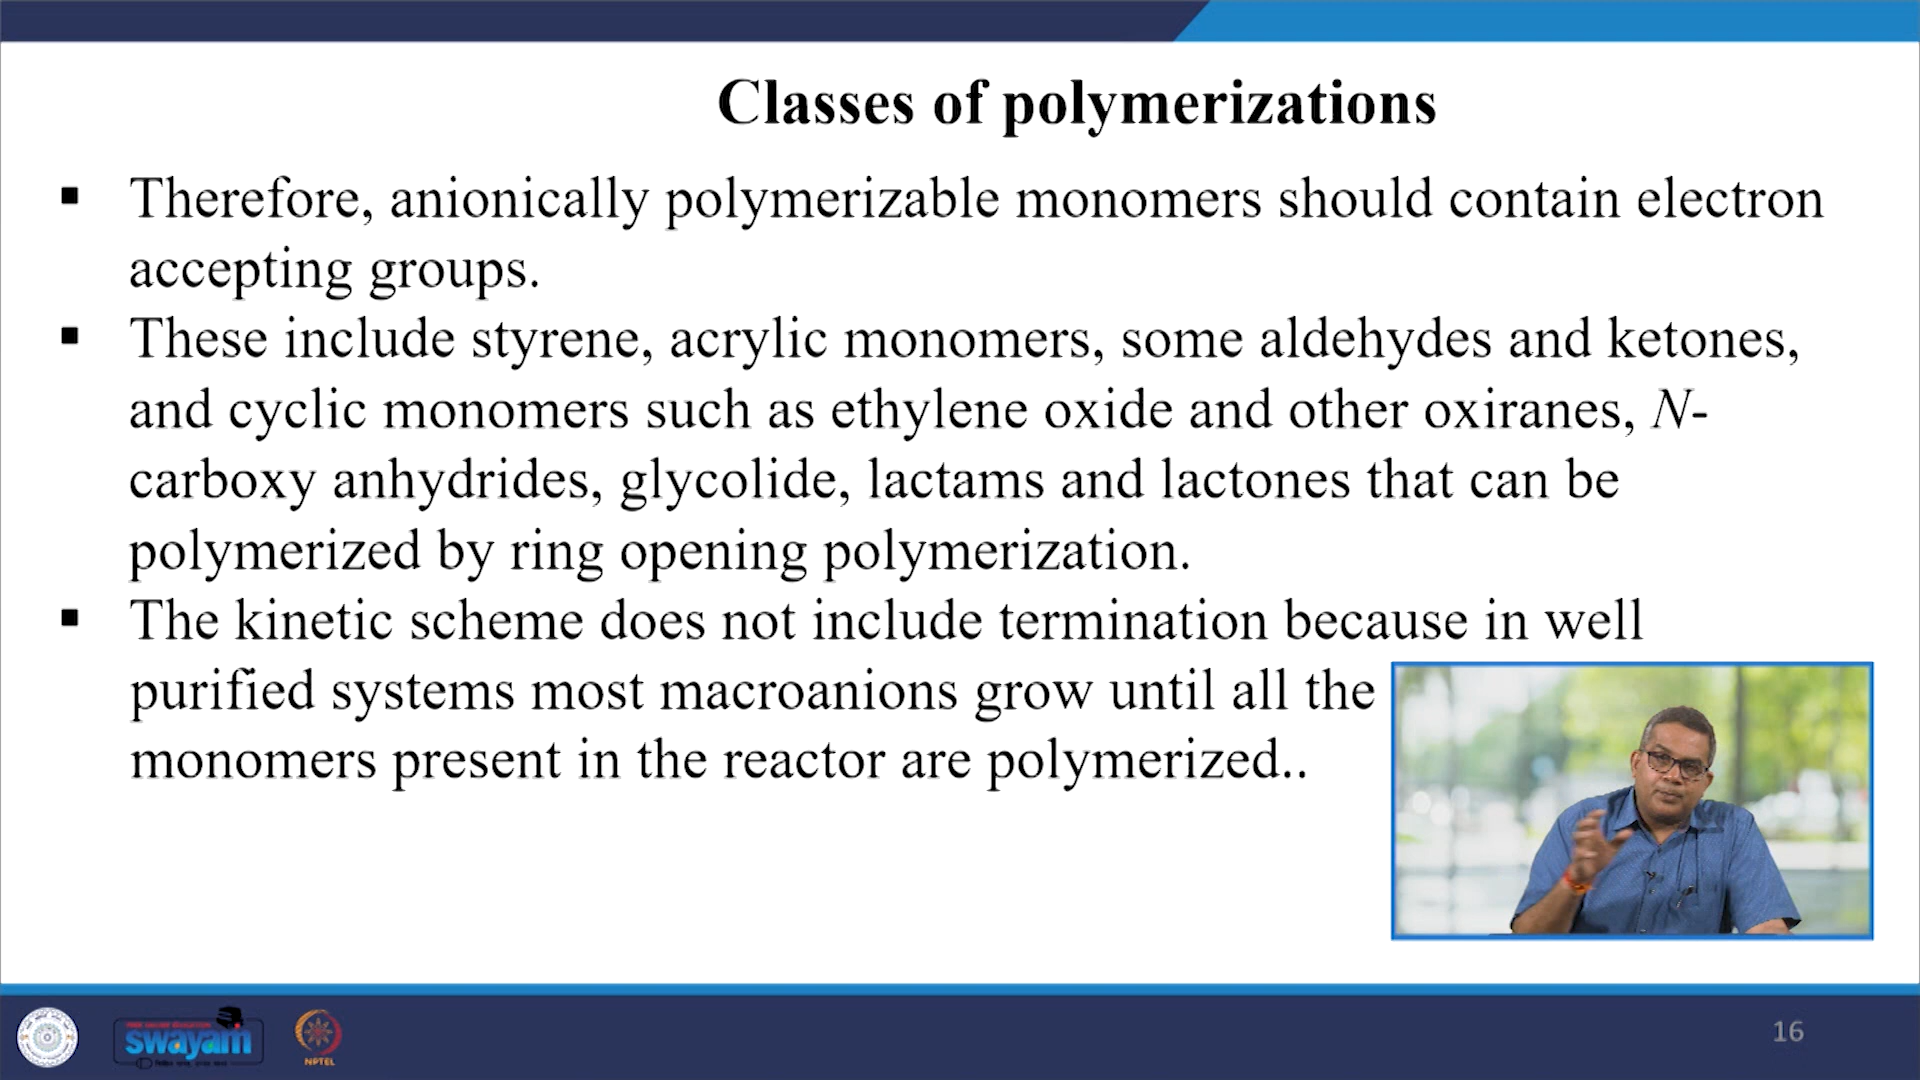 Classes of polymerizations
▪ Therefore, anionically polymerizable monomers should contain electron
accepting groups.
▪ These include styrene, acrylic monomers, some aldehydes and ketones,
and cyclic monomers such as ethylene oxide and other oxiranes, N-
carboxy anhydrides, glycolide, lactams and lactones that can be
polymerized by ring opening polymerization.
▪ The kinetic scheme does not include termination because in well
purified systems most macroanions grow until all the
monomers present in the reactor are polymerized..
swayam
NPTEL
16